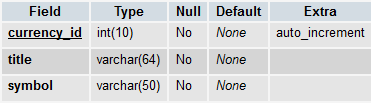 Field Type Null Default Extra
currency_id int(10) No None auto_increment
title varchar(64) No None
symbol varchar(50) No None